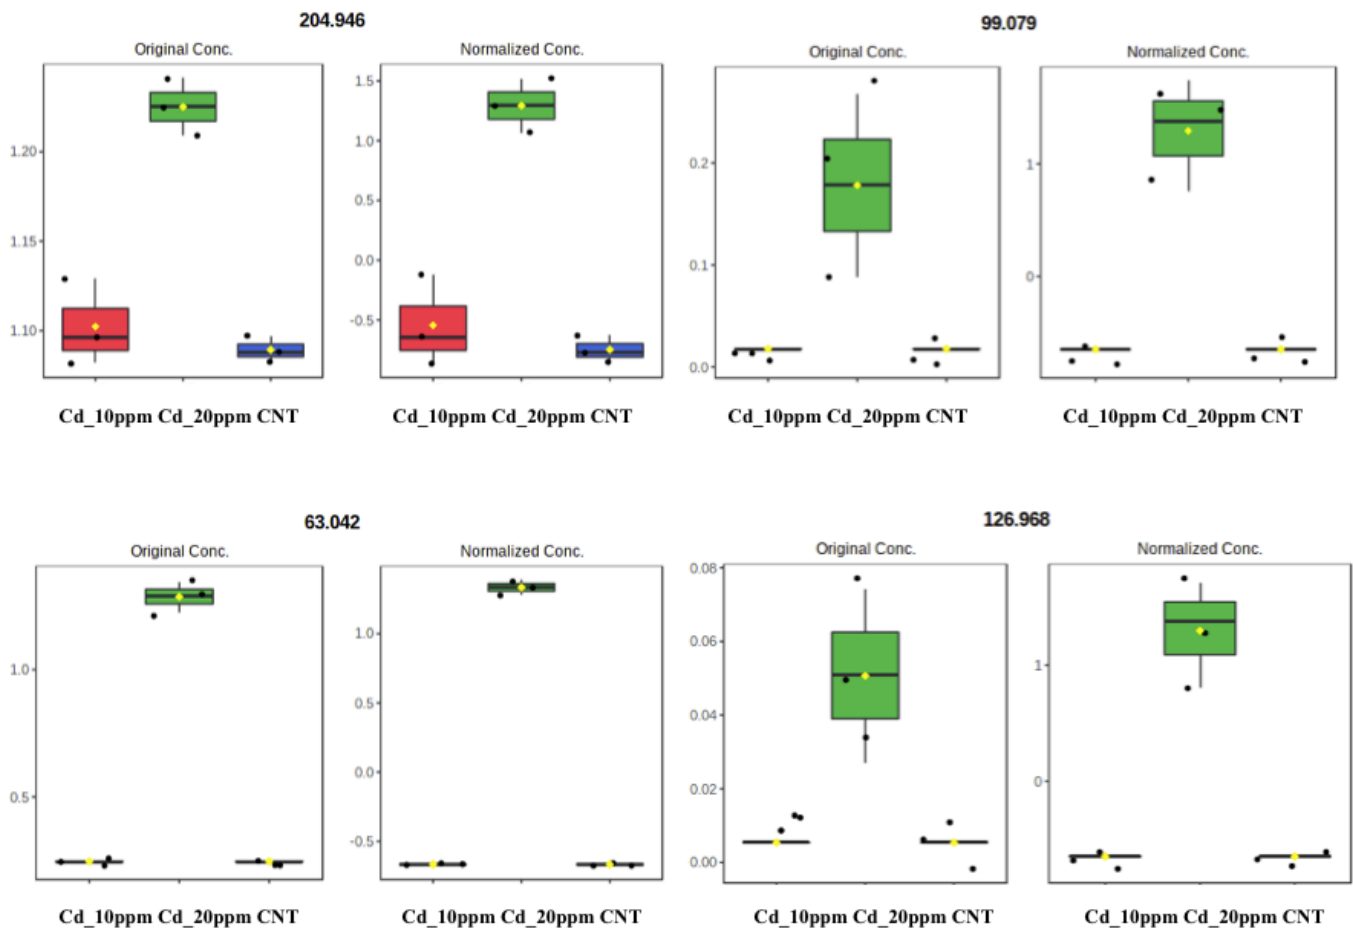 204.946
Original Conc.
Normalized Conc.
1.20
1.15
1.10
1.5
1.0
0.5
0.0
-0.5
Cd_10ppm Cd_20ppm CNT
Cd_10ppm Cd_20ppm CNT
99.079
Original Conc.
Normalized Conc.
0.2
0.1
0.0
1
0
Cd_10ppm Cd_20ppm CNT
Cd_10ppm Cd_20ppm CNT
63.042
Original Conc.
Normalized Conc.
1.0
0.5
1.0
0.5
0.0
-0.5
Cd_10ppm Cd_20ppm CNT
Cd_10ppm Cd_20ppm CNT
126.968
Original Conc.
Normalized Conc.
0.08
0.06
0.04
0.02
0.00
1
0
Cd_10ppm Cd_20ppm CNT
Cd_10ppm Cd_20ppm CNT